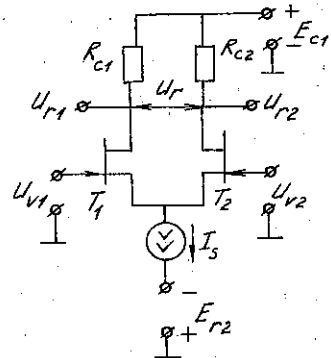 +
R_c1 R_c2 − E_c1
U_r1 U_r U_r2
U_v1 T_1 T_2 U_v2
I_s
−
+ E_r2